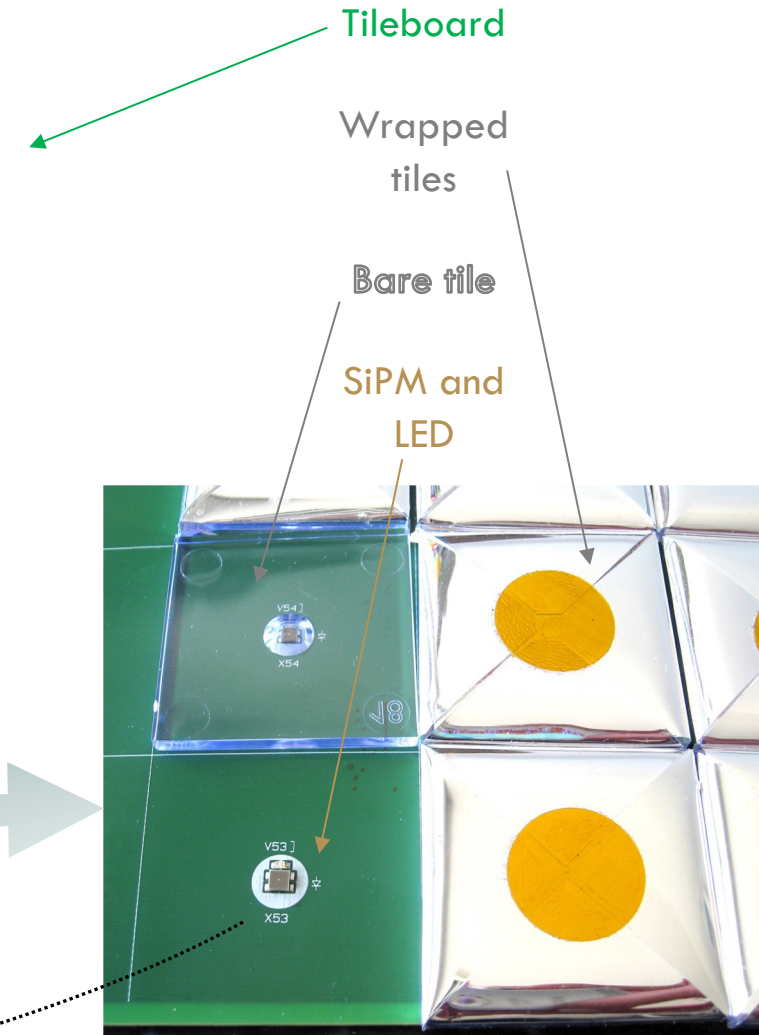 Tileboard
Wrapped
tiles
Bare tile
SiPM and
LED
V54
X54
V53
X53